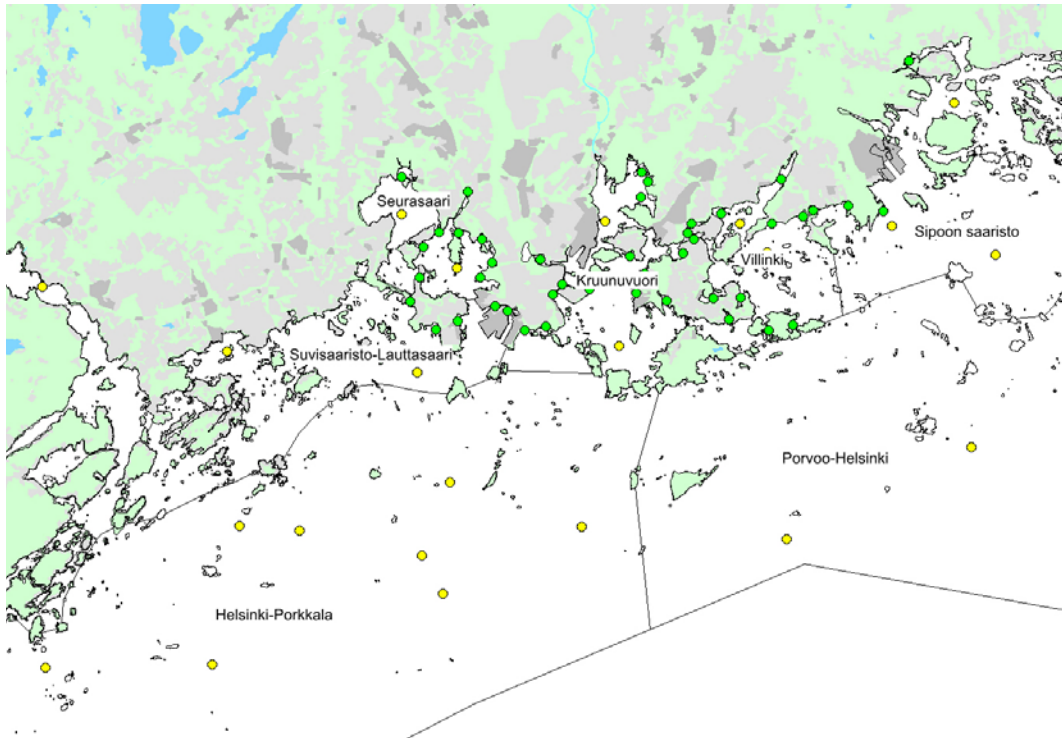 Seurasaari
Sipoon saaristo
Villinki
Kruunuvuori
Suvisaaristo-Lauttasaari
Porvoo-Helsinki
Helsinki-Porkkala